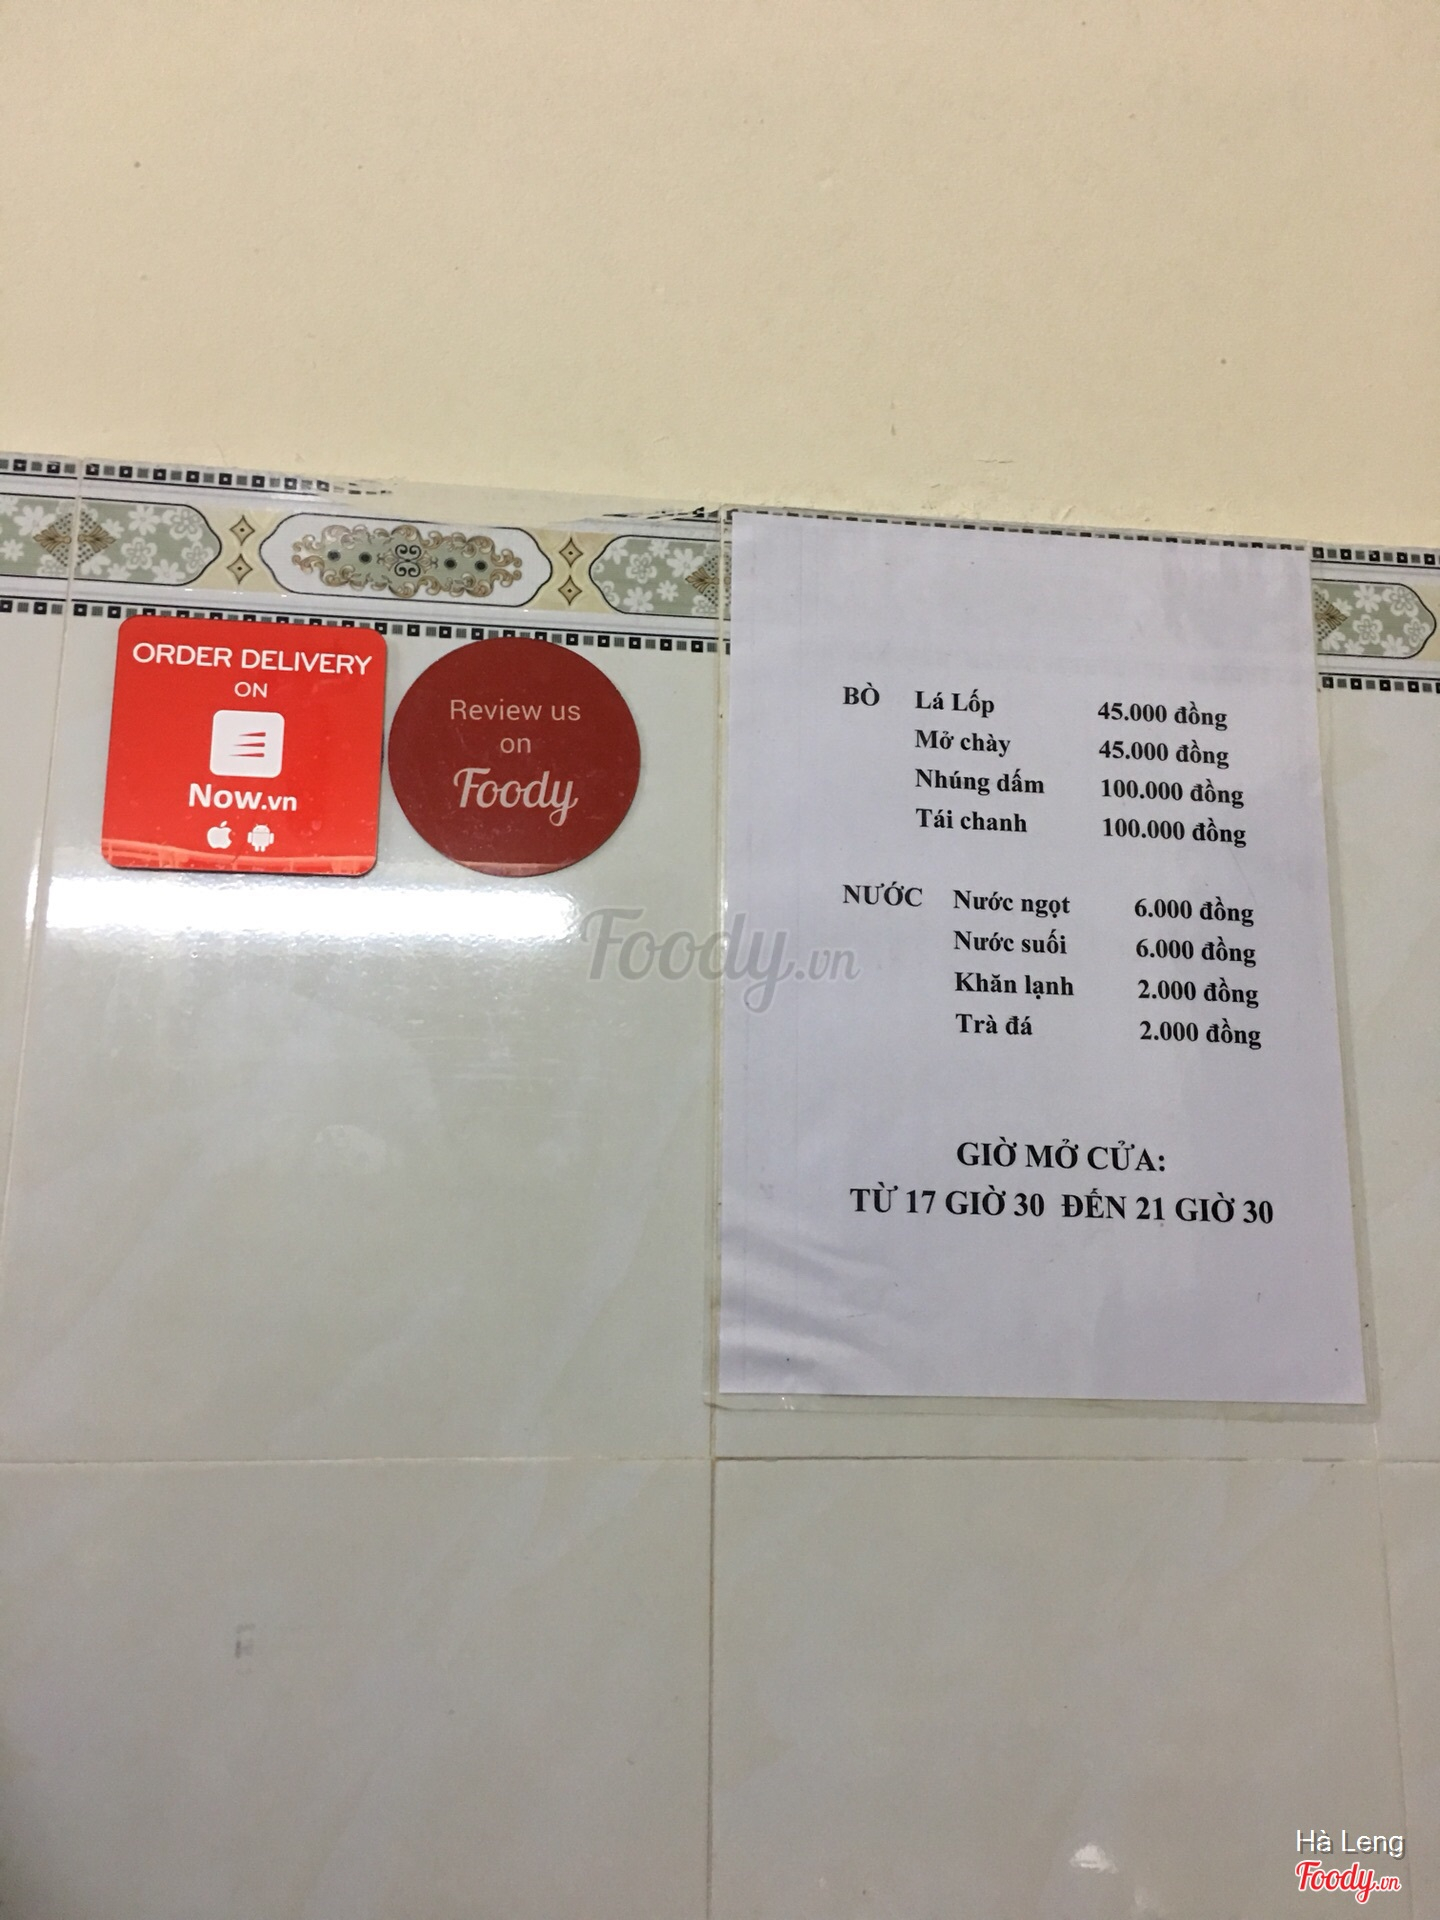 ORDER DELIVERY
ON
Now.vn
Review us
on
Foody
BÒ Lá Lốp 45.000 đồng
Mở chày 45.000 đồng
Nhúng dấm 100.000 đồng
Tái chanh 100.000 đồng
NƯỚC Nước ngọt 6.000 đồng
Nước suối 6.000 đồng
Khăn lạnh 2.000 đồng
Trà đá 2.000 đồng
GIỜ MỞ CỬA:
TỪ 17 GIỜ 30 ĐẾN 21 GIỜ 30
Foody.vn
Hà Leng
Foody.vn